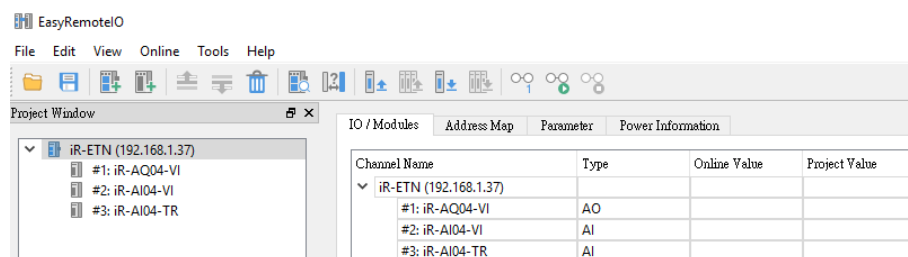 EasyRemoteIO
File Edit View Online Tools Help
Project Window
iR-ETN (192.168.1.37)
#1: iR-AQ04-VI
#2: iR-AI04-VI
#3: iR-AI04-TR
IO / Modules Address Map Parameter Power Information
Channel Name Type Online Value Project Value
iR-ETN (192.168.1.37)
#1: iR-AQ04-VI AO
#2: iR-AI04-VI AI
#3: iR-AI04-TR AI